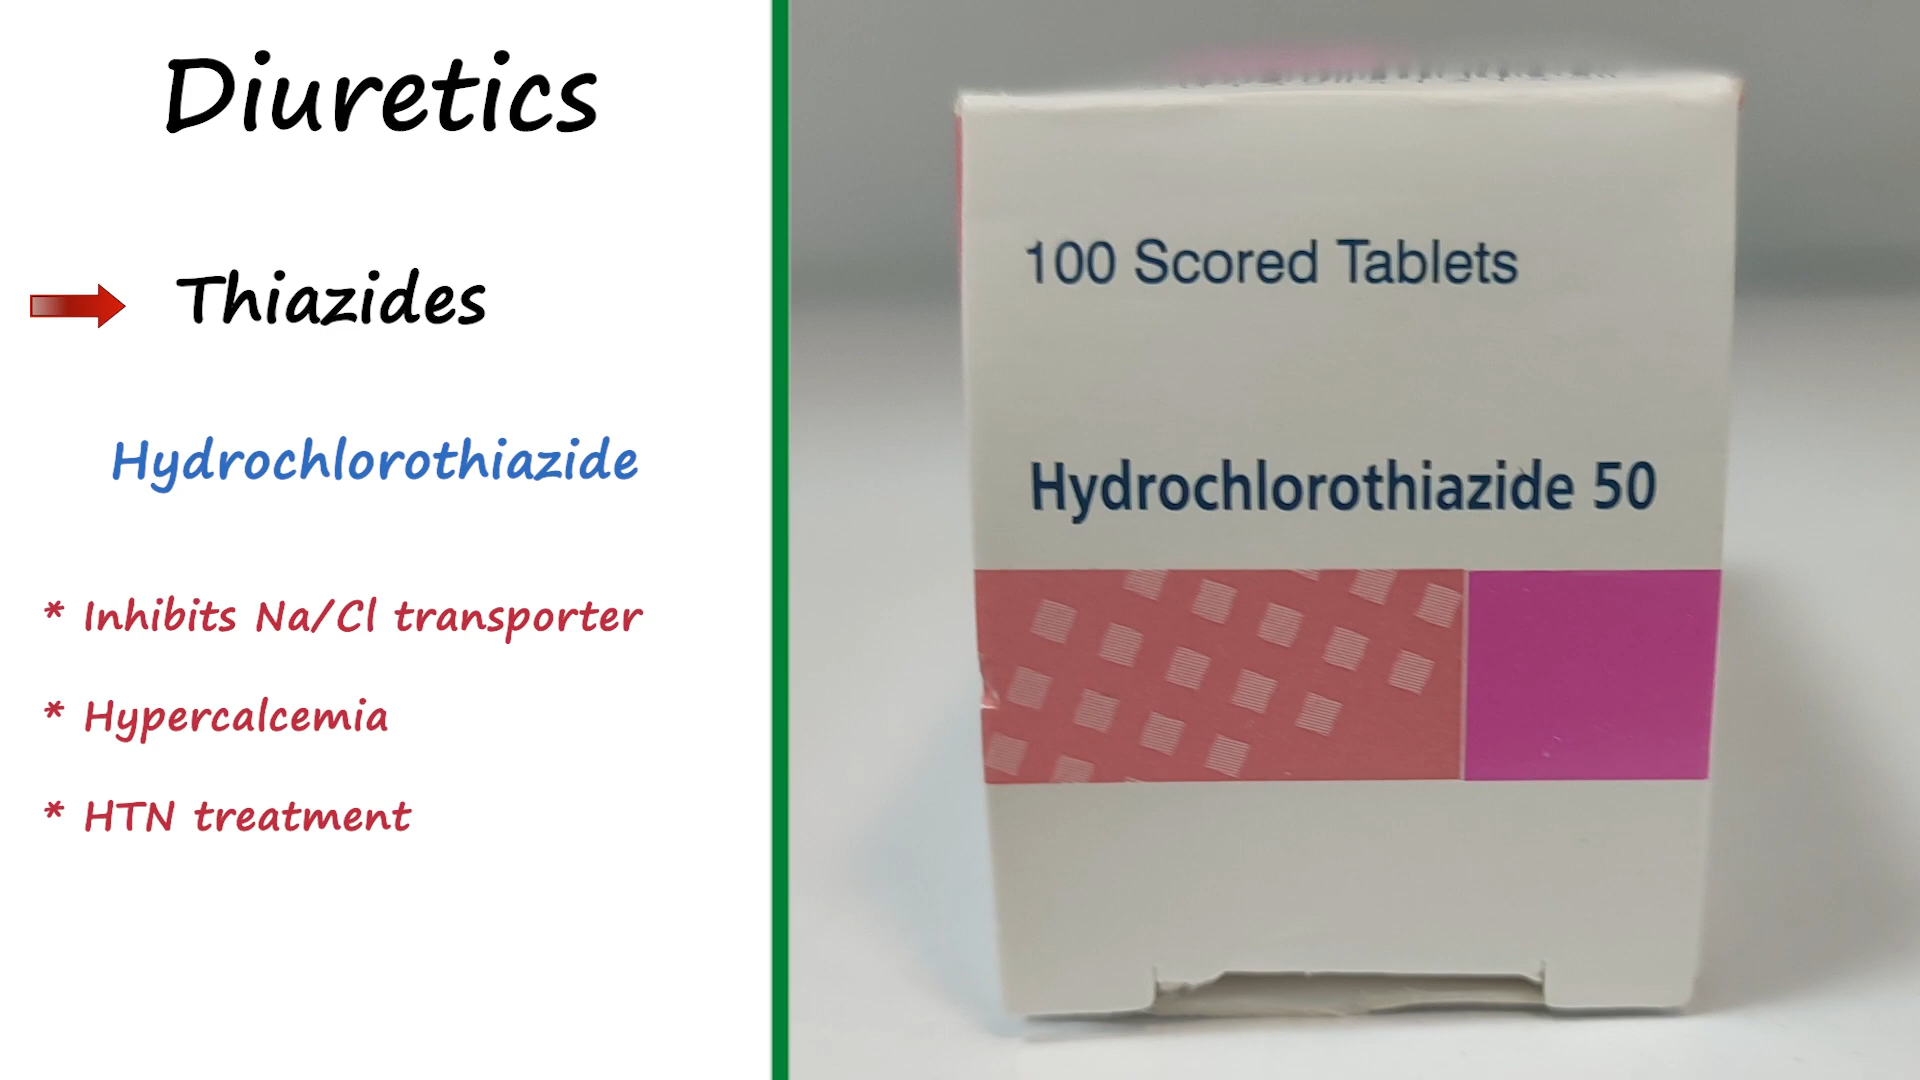 Diuretics
Thiazides
Hydrochlorothiazide
* Inhibits Na/Cl transporter
* Hypercalcemia
* HTN treatment
100 Scored Tablets
Hydrochlorothiazide 50